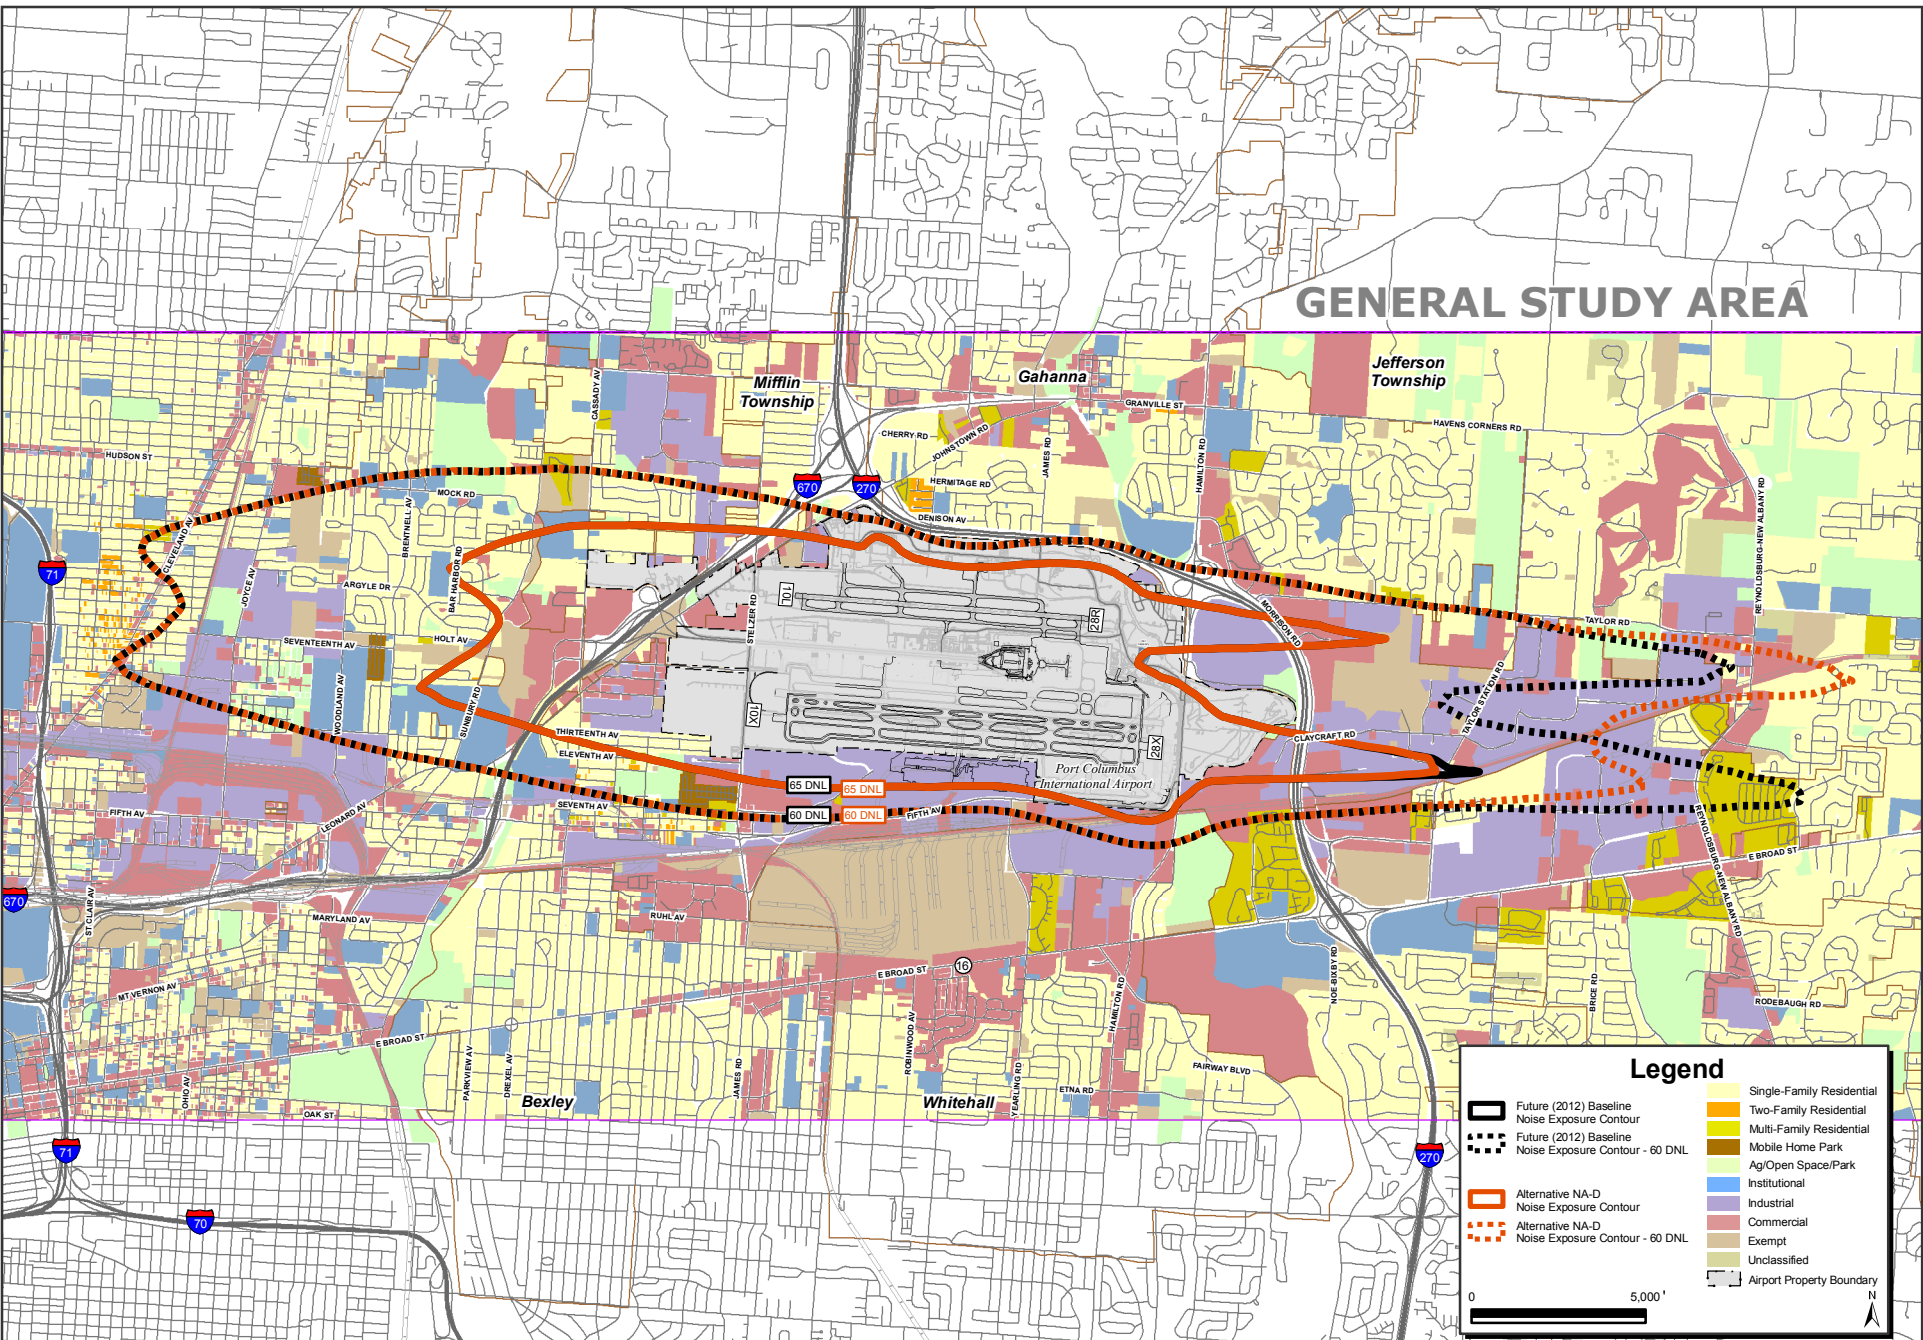 GENERAL STUDY AREA
Jefferson
Township
Gahanna
Mifflin
Township
GRANVILLE ST
CASSADY AV
HAVENS CORNERS RD
CHERRY RD
JOHNSTOWN RD
JAMES RD
HAMILTON RD
HUDSON ST
MOCK RD
670
270
HERMITAGE RD
DENISON AV
BRENTNELL AV
CLEVELAND AV
REYNOLDSBURG-NEW ALBANY RD
71
JOYCE AV
ARGYLE DR
BAR HARBOR RD
10L
STELZER RD
28R
MORRISON RD
TAYLOR RD
SEVENTEENTH AV
HOLT AV
WOODLAND AV
SUNBURY RD
10X
TAYLOR STATION RD
THIRTEENTH AV
ELEVENTH AV
28X
CLAYCRAFT RD
Port Columbus
International Airport
65 DNL
65 DNL
60 DNL
60 DNL
SEVENTH AV
FIFTH AV
FIFTH AV
LEONARD AV
REYNOLDSBURG-NEW ALBANY RD
E BROAD ST
670
ST CLAIR AV
MARYLAND AV
RUHL AV
E BROAD ST
16
MT VERNON AV
HAMILTON RD
NOE-BIXBY RD
BRICE RD
RODEBAUGH RD
E BROAD ST
PARKVIEW AV
DREXEL AV
JAMES RD
ROBINWOOD AV
YEARLING RD
ETNA RD
FAIRWAY BLVD
OHIO AV
OAK ST
Bexley
Whitehall
71
270
70
Legend
Future (2012) Baseline
Noise Exposure Contour
Future (2012) Baseline
Noise Exposure Contour - 60 DNL
Alternative NA-D
Noise Exposure Contour
Alternative NA-D
Noise Exposure Contour - 60 DNL
Single-Family Residential
Two-Family Residential
Multi-Family Residential
Mobile Home Park
Ag/Open Space/Park
Institutional
Industrial
Commercial
Exempt
Unclassified
Airport Property Boundary
0
5,000 '
N